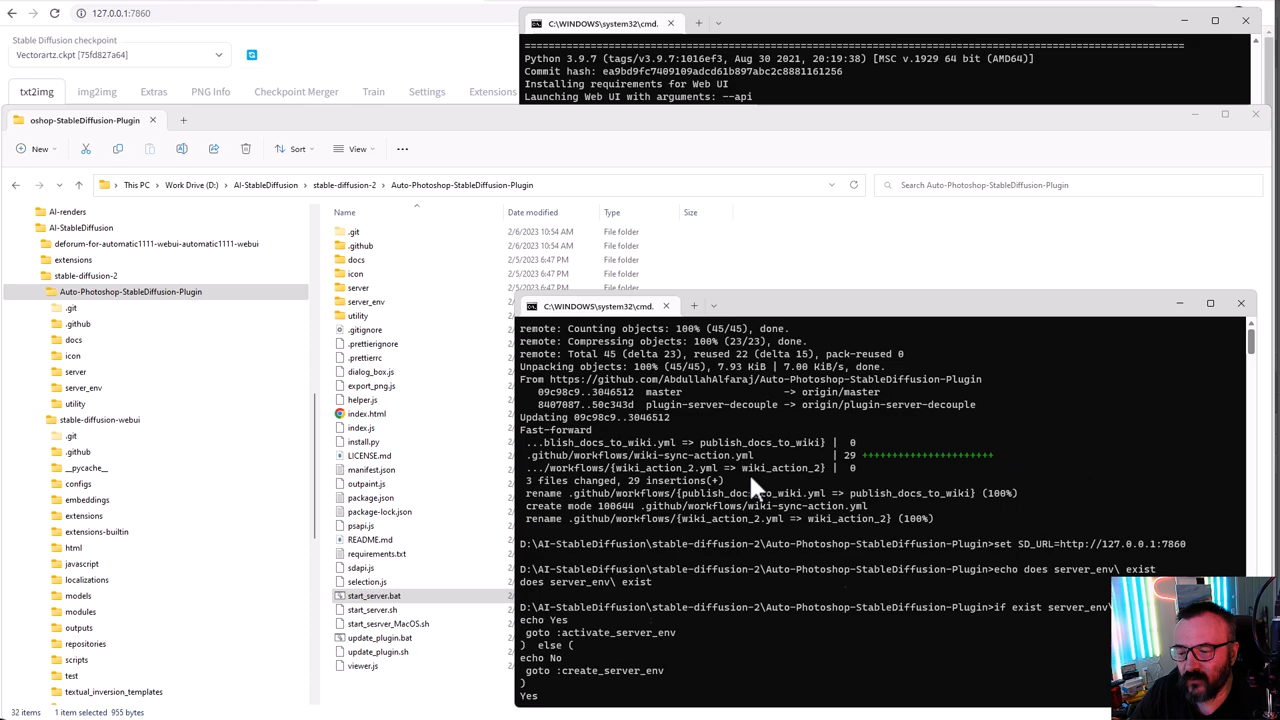 127.0.0.1:7860
Stable Diffusion checkpoint
Vectorartz.ckpt [75fd827a64]
txt2img img2img Extras PNG Info Checkpoint Merger Train Settings Extensions
C:\WINDOWS\system32\cmd.
Python 3.9.7 (tags/v3.9.7:1016ef3, Aug 30 2021, 20:19:38) [MSC v.1929 64 bit (AMD64)]
Commit hash: ea9bd9fc7409109adcd61b897abc2c8881161256
Installing requirements for Web UI
Launching Web UI with arguments: --api
oshop-StableDiffusion-Plugin
New Sort View
This PC > Work Drive (D:) > AI-StableDiffusion > stable-diffusion-2 > Auto-Photoshop-StableDiffusion-Plugin
Search Auto-Photoshop-StableDiffusion-Plugin
AI-renders
AI-StableDiffusion
deforum-for-automatic1111-webui-automatic1111-webui
extensions
stable-diffusion-2
Auto-Photoshop-StableDiffusion-Plugin
.git
.github
docs
icon
server
server_env
utility
stable-diffusion-webui
.git
.github
__pycache__
configs
embeddings
extensions
extensions-builtin
html
javascript
localizations
models
modules
outputs
repositories
scripts
test
textual_inversion_templates
Name Date modified Type Size
.git 2/6/2023 10:54 AM File folder
.github 2/6/2023 10:54 AM File folder
docs 2/5/2023 6:47 PM File folder
icon 2/5/2023 6:47 PM File folder
server 2/5/2023 6:47 PM File folder
server_env
utility
.gitignore
.prettierignore
.prettierrc
dialog_box.js
export_png.js
helper.js
index.html
index.js
install.py
LICENSE.md
manifest.json
outpaint.js
package.json
package-lock.json
psapi.js
README.md
requirements.txt
sdapi.js
selection.js
start_server.bat
start_server.sh
start_sesrver_MacOS.sh
update_plugin.bat
update_plugin.sh
viewer.js
32 items 1 item selected 955 bytes
C:\WINDOWS\system32\cmd.
remote: Counting objects: 100% (45/45), done.
remote: Compressing objects: 100% (23/23), done.
remote: Total 45 (delta 23), reused 22 (delta 15), pack-reused 0
Unpacking objects: 100% (45/45), 7.93 KiB | 7.00 KiB/s, done.
From https://github.com/AbdullahAlfaraj/Auto-Photoshop-StableDiffusion-Plugin
09c98c9..3046512 master -> origin/master
8407087..50c343d plugin-server-decouple -> origin/plugin-server-decouple
Updating 09c98c9..3046512
Fast-forward
...blish_docs_to_wiki.yml => publish_docs_to_wiki} | 0
.github/workflows/wiki-sync-action.yml | 29 +++++++++++++++++++++++
.../workflows/{wiki_action_2.yml => wiki_action_2} | 0
3 files changed, 29 insertions(+)
rename .github/workflows/{publish_docs_to_wiki.yml => publish_docs_to_wiki} (100%)
create mode 100644 .github/workflows/wiki-sync-action.yml
rename .github/workflows/{wiki_action_2.yml => wiki_action_2} (100%)
D:\AI-StableDiffusion\stable-diffusion-2\Auto-Photoshop-StableDiffusion-Plugin>set SD_URL=http://127.0.0.1:7860
D:\AI-StableDiffusion\stable-diffusion-2\Auto-Photoshop-StableDiffusion-Plugin>echo does server_env\ exist
does server_env\ exist
D:\AI-StableDiffusion\stable-diffusion-2\Auto-Photoshop-StableDiffusion-Plugin>if exist server_env\
echo Yes
goto :activate_server_env
) else (
echo No
goto :create_server_env
)
Yes